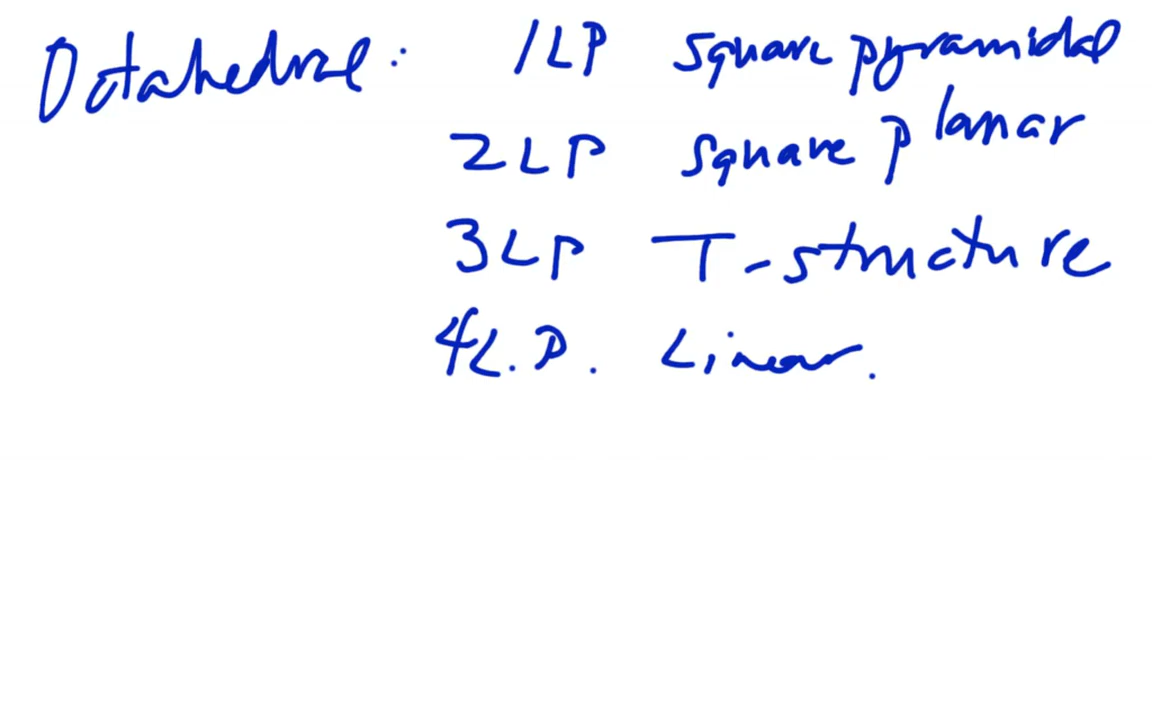 Octahedral: 1LP square pyramidal
2LP square planar
3LP T-structure
4L.P. Linear.